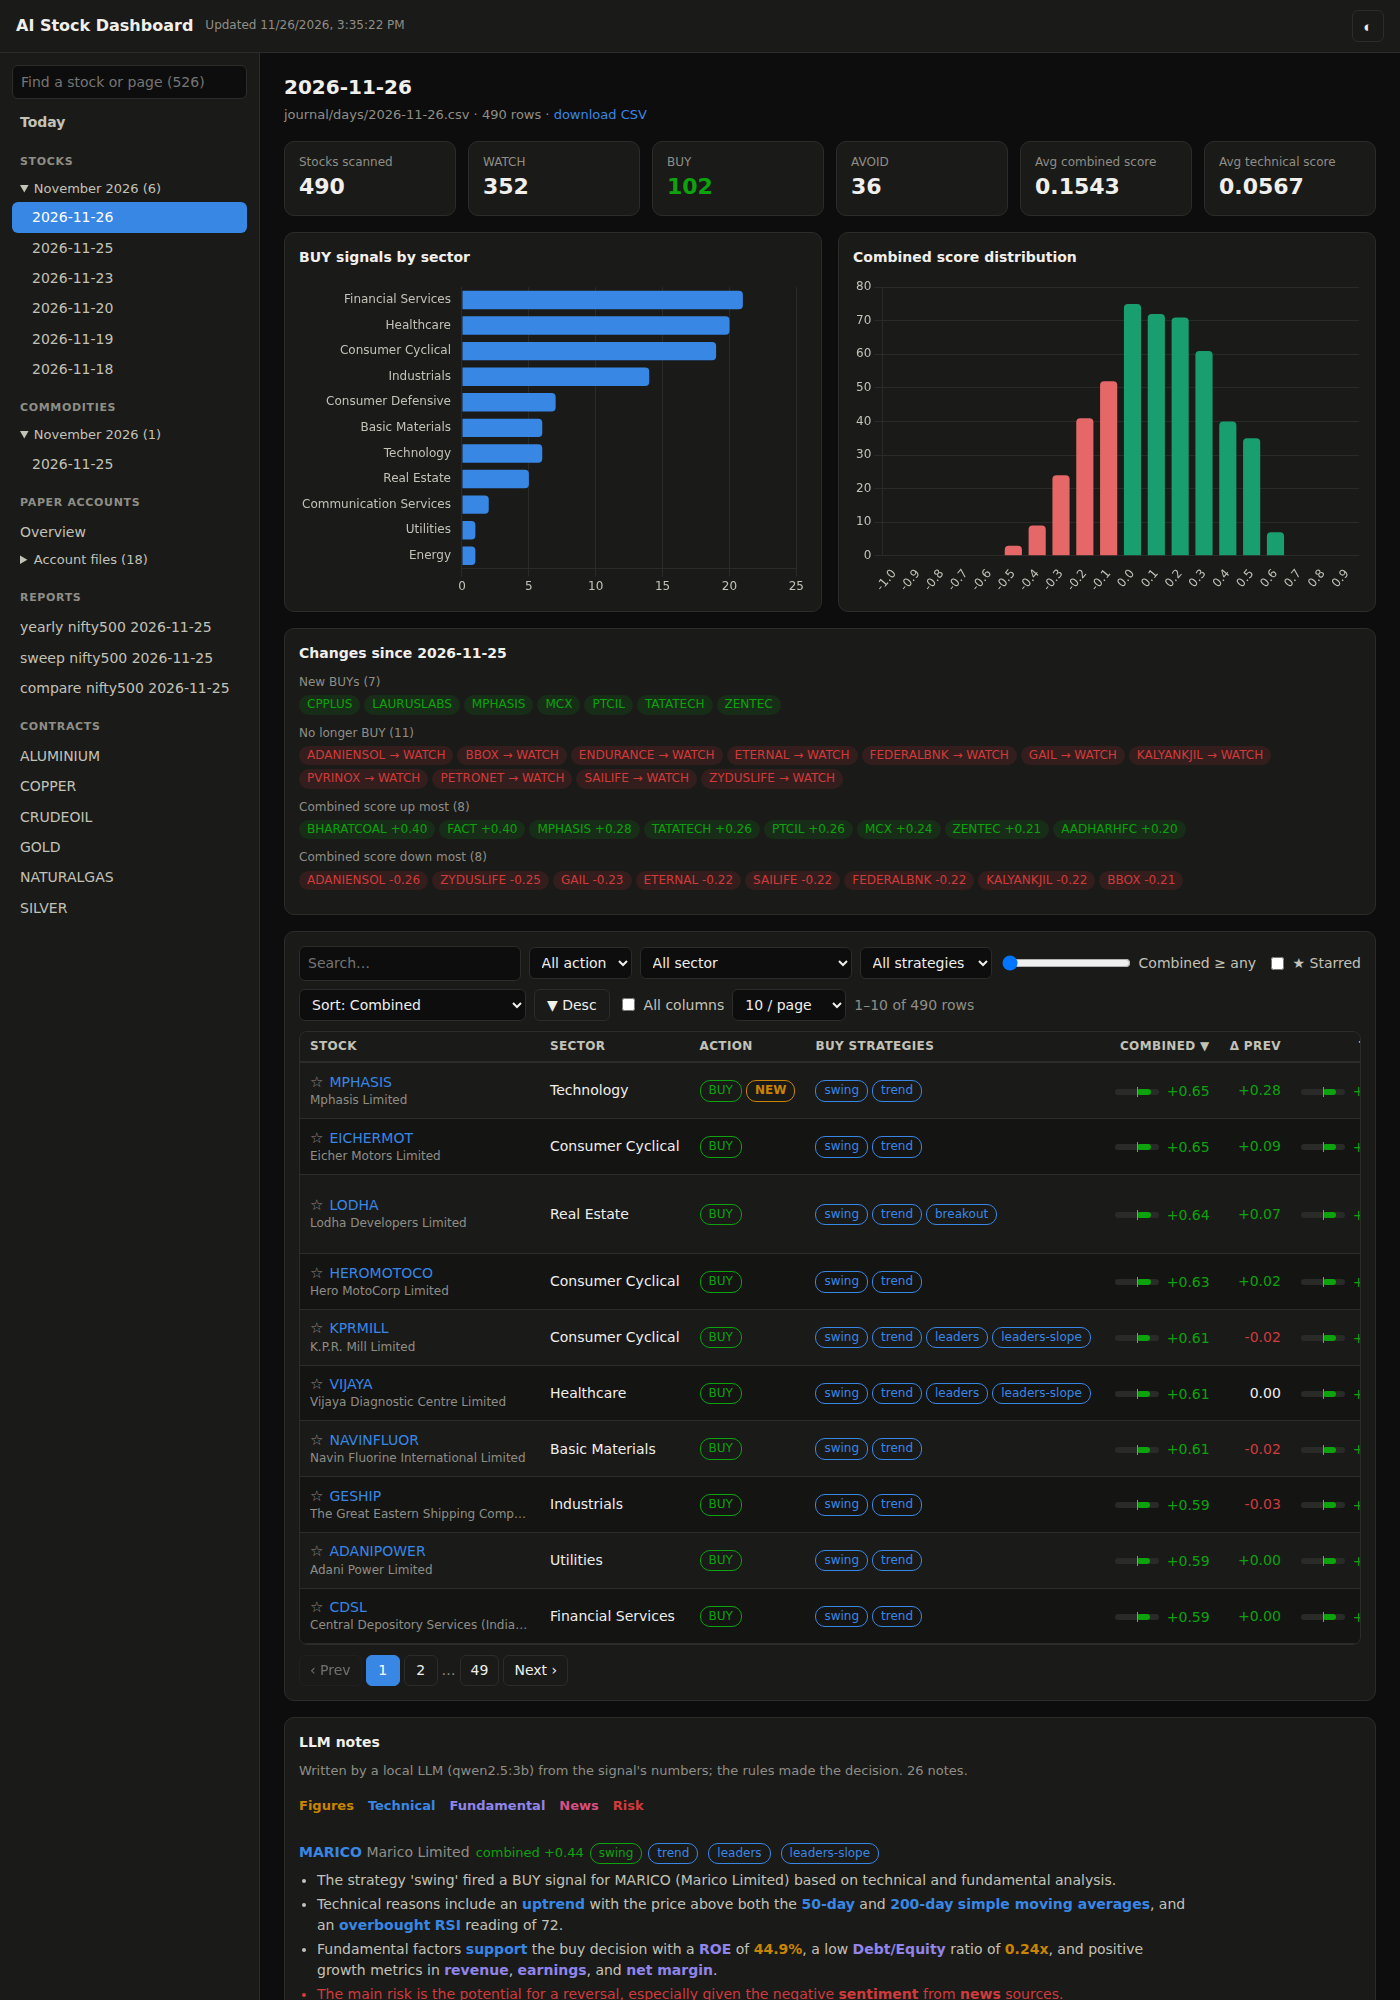 AI Stock Dashboard Updated 11/26/2026, 3:35:22 PM
Find a stock or page (526)
Today
STOCKS
▼ November 2026 (6)
2026-11-26
2026-11-25
2026-11-23
2026-11-20
2026-11-19
2026-11-18
COMMODITIES
▼ November 2026 (1)
2026-11-25
PAPER ACCOUNTS
Overview
▶ Account files (18)
REPORTS
yearly nifty500 2026-11-25
sweep nifty500 2026-11-25
compare nifty500 2026-11-25
CONTRACTS
ALUMINIUM
COPPER
CRUDEOIL
GOLD
NATURALGAS
SILVER
2026-11-26
journal/days/2026-11-26.csv · 490 rows · download CSV
Stocks scanned
490
WATCH
352
BUY
102
AVOID
36
Avg combined score
0.1543
Avg technical score
0.0567
BUY signals by sector
Financial Services
Healthcare
Consumer Cyclical
Industrials
Consumer Defensive
Basic Materials
Technology
Real Estate
Communication Services
Utilities
Energy
0 5 10 15 20 25
Combined score distribution
80
70
60
50
40
30
20
10
0
-1.0 -0.9 -0.8 -0.7 -0.6 -0.5 -0.4 -0.3 -0.2 -0.1 0.0 0.1 0.2 0.3 0.4 0.5 0.6 0.7 0.8 0.9
Changes since 2026-11-25
New BUYs (7)
CPPLUS LAURUSLABS MPHASIS MCX PTCIL TATATECH ZENTEC
No longer BUY (11)
ADANIENSOL → WATCH BBOX → WATCH ENDURANCE → WATCH ETERNAL → WATCH FEDERALBNK → WATCH GAIL → WATCH KALYANKJIL → WATCH
PVRINOX → WATCH PETRONET → WATCH SAILIFE → WATCH ZYDUSLIFE → WATCH
Combined score up most (8)
BHARATCOAL +0.40 FACT +0.40 MPHASIS +0.28 TATATECH +0.26 PTCIL +0.26 MCX +0.24 ZENTEC +0.21 AADHARHFC +0.20
Combined score down most (8)
ADANIENSOL -0.26 ZYDUSLIFE -0.25 GAIL -0.23 ETERNAL -0.22 SAILIFE -0.22 FEDERALBNK -0.22 KALYANKJIL -0.22 BBOX -0.21
Search... All action All sector All strategies Combined ≥ any ★ Starred
Sort: Combined ▼ Desc All columns 10 / page 1–10 of 490 rows
STOCK SECTOR ACTION BUY STRATEGIES COMBINED ▼ Δ PREV
☆ MPHASIS
Mphasis Limited
Technology BUY NEW swing trend +0.65 +0.28
☆ EICHERMOT
Eicher Motors Limited
Consumer Cyclical BUY swing trend +0.65 +0.09
☆ LODHA
Lodha Developers Limited
Real Estate BUY swing trend breakout +0.64 +0.07
☆ HEROMOTOCO
Hero MotoCorp Limited
Consumer Cyclical BUY swing trend +0.63 +0.02
☆ KPRMILL
K.P.R. Mill Limited
Consumer Cyclical BUY swing trend leaders leaders-slope +0.61 -0.02
☆ VIJAYA
Vijaya Diagnostic Centre Limited
Healthcare BUY swing trend leaders leaders-slope +0.61 0.00
☆ NAVINFLUOR
Navin Fluorine International Limited
Basic Materials BUY swing trend +0.61 -0.02
☆ GESHIP
The Great Eastern Shipping Comp...
Industrials BUY swing trend +0.59 -0.03
☆ ADANIPOWER
Adani Power Limited
Utilities BUY swing trend +0.59 +0.00
☆ CDSL
Central Depository Services (India...
Financial Services BUY swing trend +0.59 +0.00
‹ Prev 1 2 ... 49 Next ›
LLM notes
Written by a local LLM (qwen2.5:3b) from the signal's numbers; the rules made the decision. 26 notes.
Figures Technical Fundamental News Risk
MARICO Marico Limited combined +0.44 swing trend leaders leaders-slope
• The strategy 'swing' fired a BUY signal for MARICO (Marico Limited) based on technical and fundamental analysis.
• Technical reasons include an uptrend with the price above both the 50-day and 200-day simple moving averages, and
an overbought RSI reading of 72.
• Fundamental factors support the buy decision with a ROE of 44.9%, a low Debt/Equity ratio of 0.24x, and positive
growth metrics in revenue, earnings, and net margin.
• The main risk is the potential for a reversal, especially given the negative sentiment from news sources.